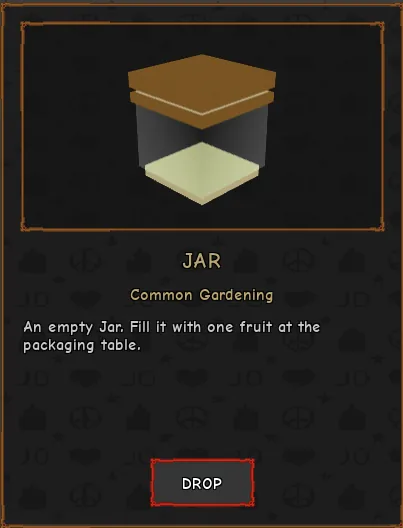 JAR
Common Gardening
An empty Jar. Fill it with one fruit at the
packaging table.
DROP